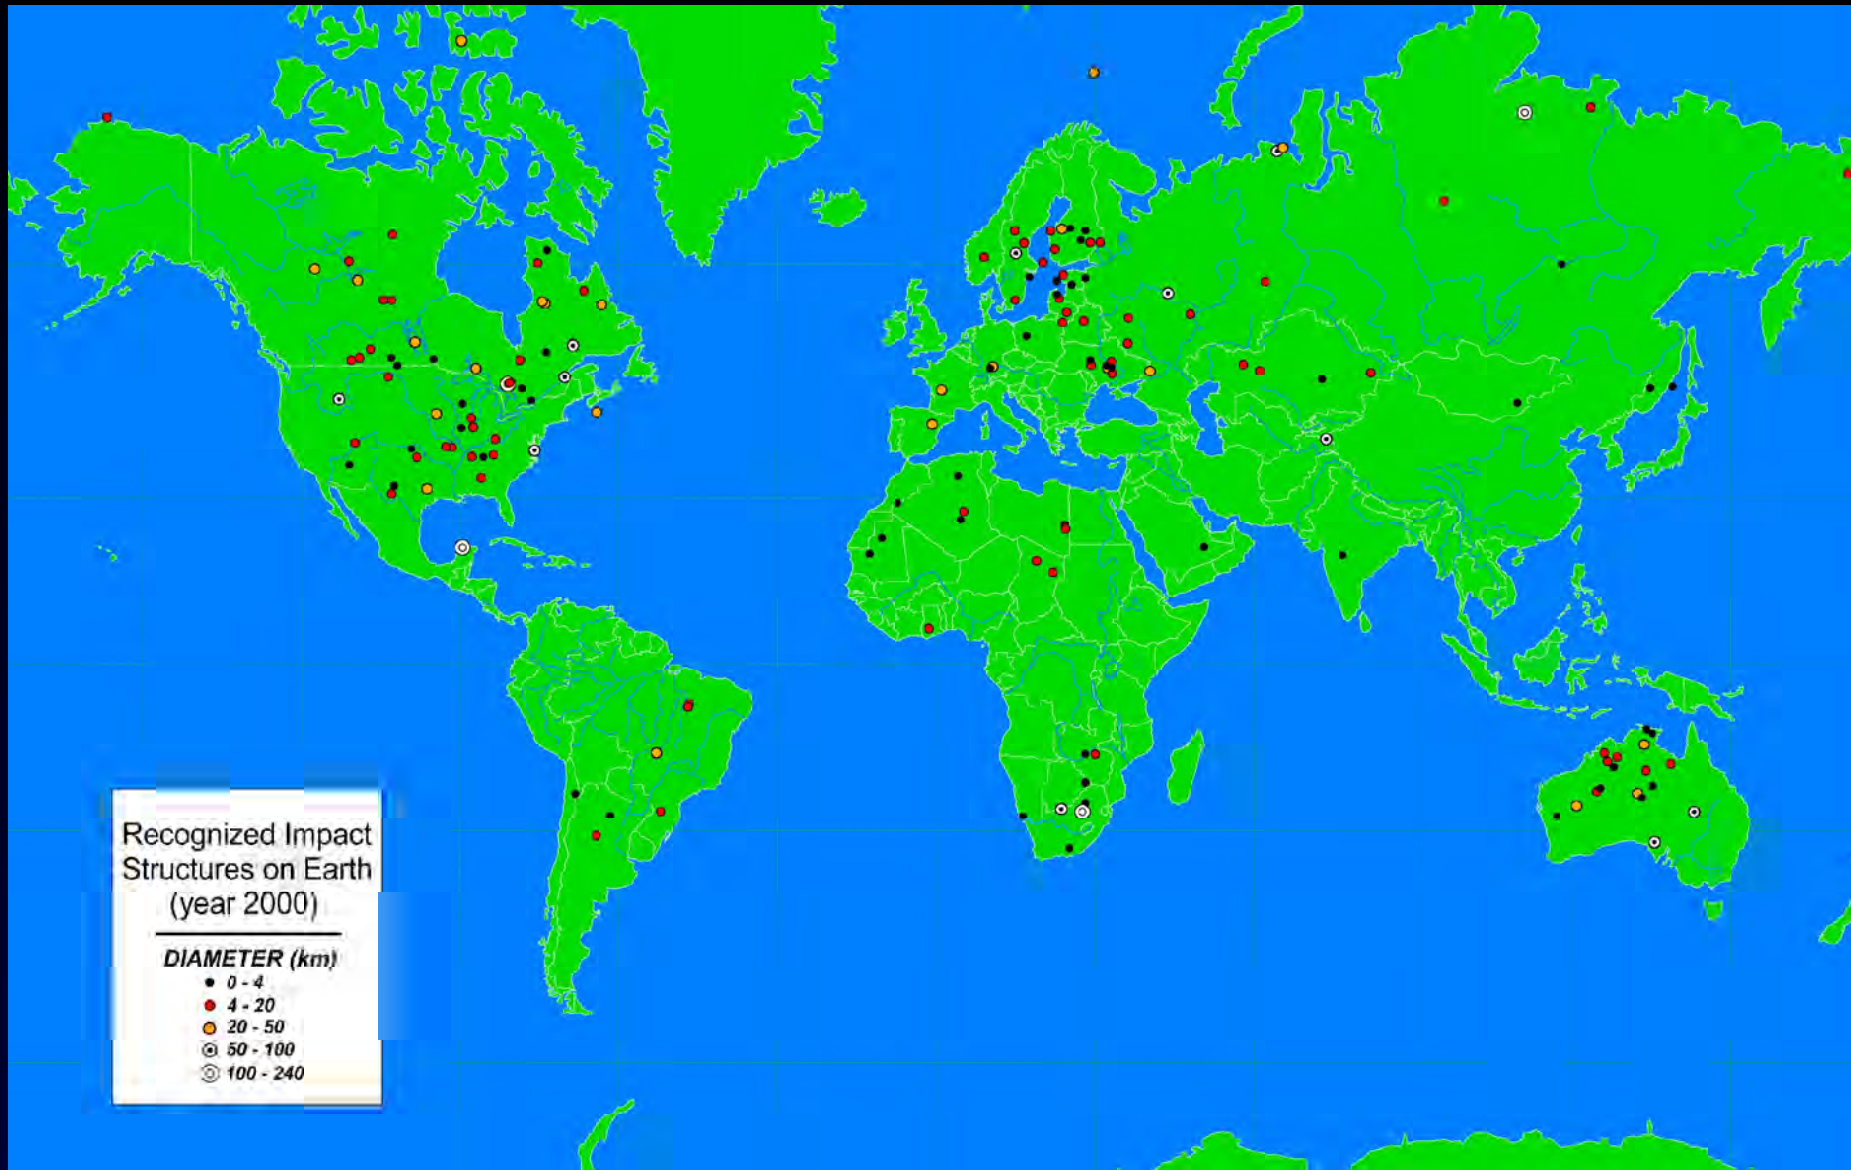 Recognized Impact
Structures on Earth
(year 2000)
DIAMETER (km)
0 - 4
4 - 20
20 - 50
50 - 100
100 - 240